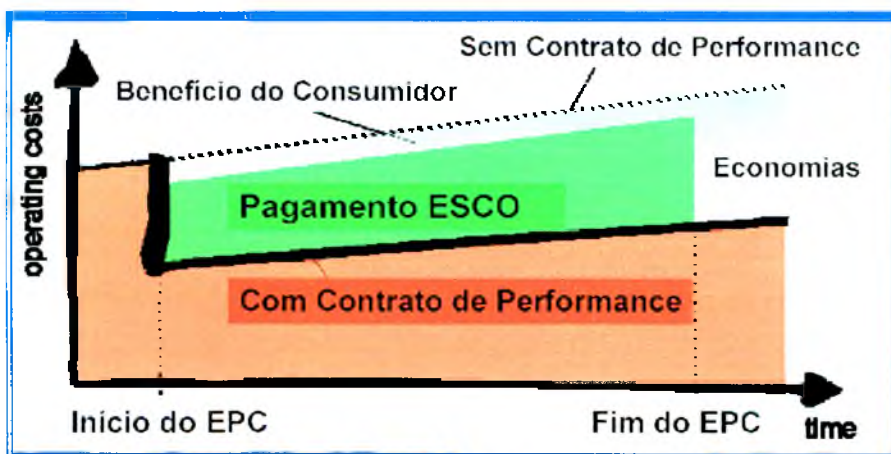 Sem Contrato de Performance
Benefício do Consumidor
operating costs
Economias
Pagamento ESCO
Com Contrato de Performance
Início do EPC
Fim do EPC
time